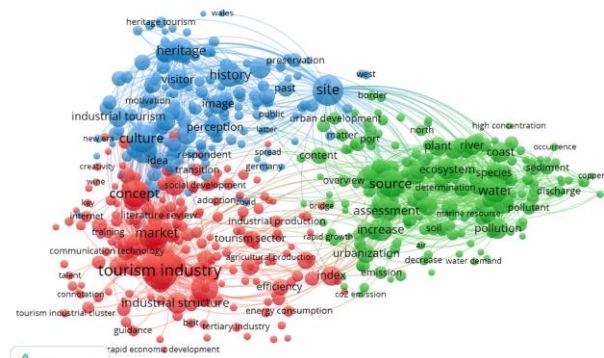 wales
heritage tourism
heritage
preservation
visitor
history
west
past
site
border
motivation
image
industrial tourism
public
urban development
north
high concentration
new era
culture
perception
latter
matter
port
plant
river
coast
occurrence
idea
respondent
spread
content
ecosystem
species
sediment
creativity
transition
germany
overview
source
determination
water
copper
discharge
wine
concept
social development
key
adoption
covid
assessment
marine resource
pollutant
internet
literature review
bridge
industrial production
increase
soil
pollution
training
market
tourism sector
rapid growth
air
communication technology
agricultural production
urbanization
decrease
water demand
talent
tourism industry
index
emission
connotation
efficiency
co2 emission
tourism industrial cluster
industrial structure
energy consumption
guidance
belt
tertiary industry
rapid economic development